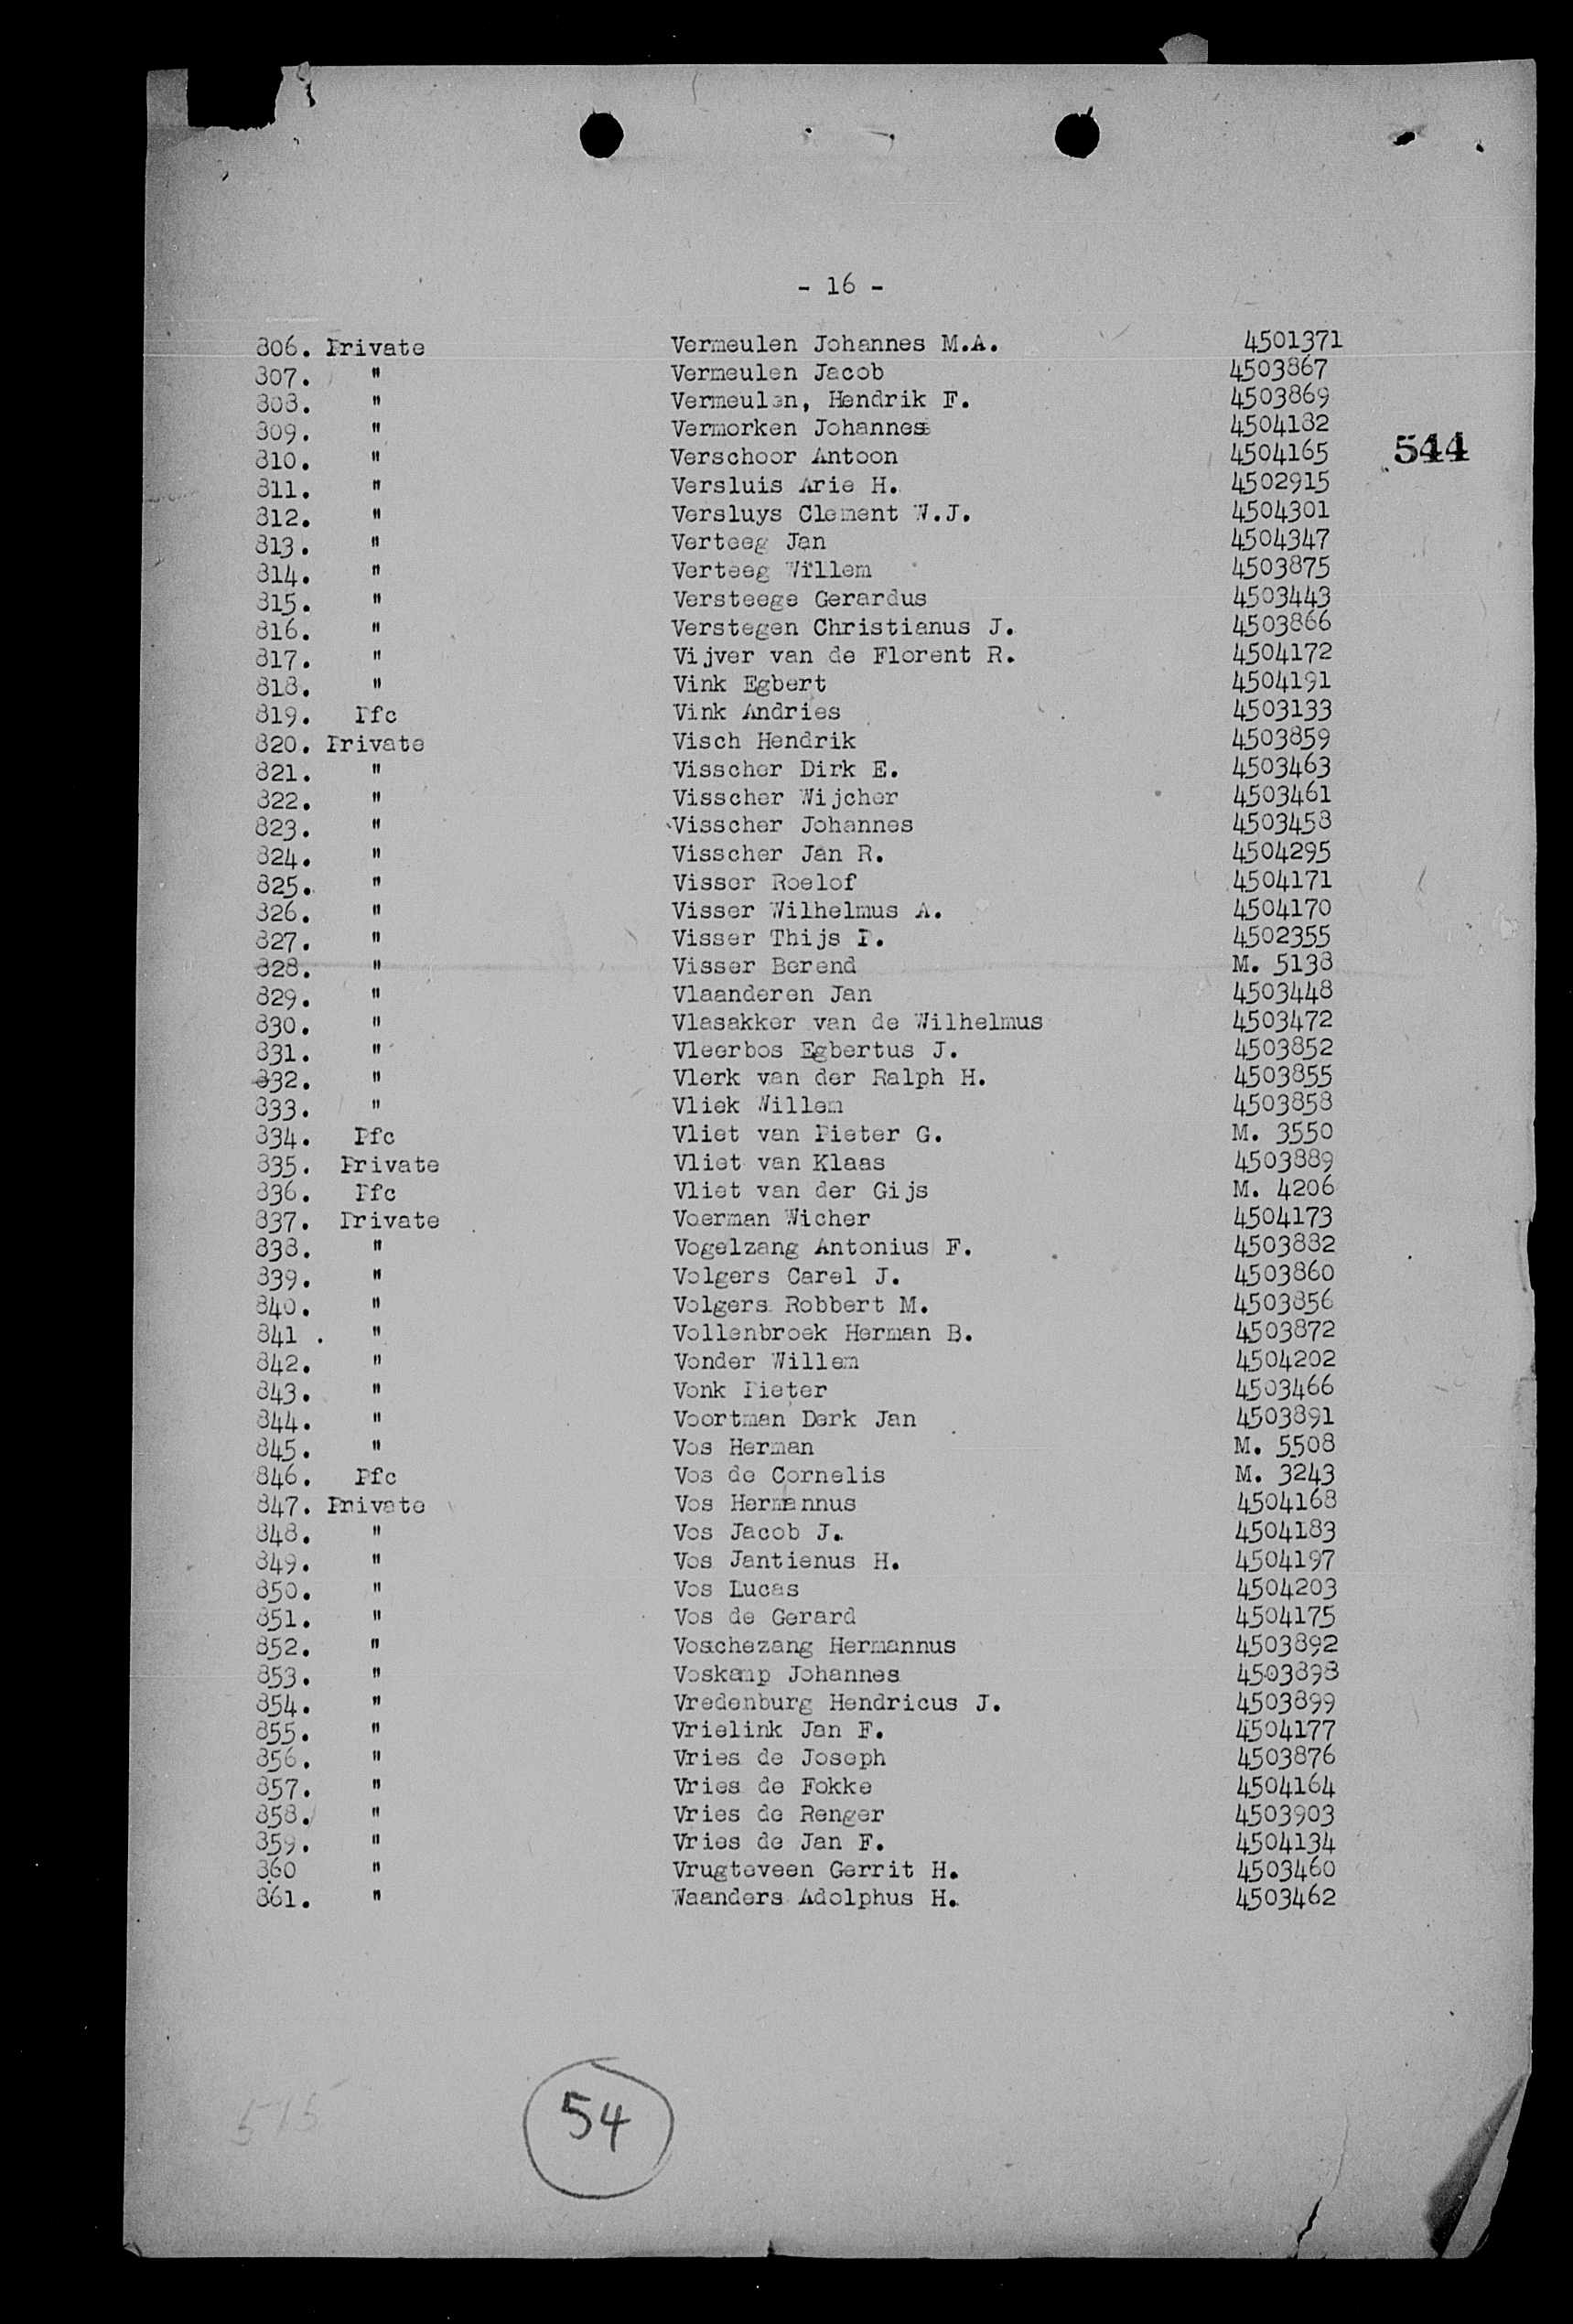 - 16 -
806. Private Vermeulen Johannes M.A. 4501371
807. " Vermeulen Jacob 4503867
808. " Vermeulen, Hendrik F. 4503869
809. " Vermorken Johannes 4504182
544
810. " Verschoor Antoon 4504165
811. " Versluis Arie H. 4502915
812. " Versluys Clement W.J. 4504301
813. " Verteeg Jan 4504347
814. " Verteeg Willem 4503875
815. " Versteege Gerardus 4503443
816. " Verstegen Christianus J. 4503866
817. " Vijver van de Florent R. 4504172
818. " Vink Egbert 4504191
819. Pfc Vink Andries 4503133
820. Private Visch Hendrik 4503859
821. " Visscher Dirk E. 4503463
822. " Visscher Wijcher 4503461
823. " Visscher Johannes 4503458
824. " Visscher Jan R. 4504295
825. " Visser Roelof 4504171
826. " Visser Wilhelmus A. 4504170
827. " Visser Thijs P. 4502355
828. " Visser Berend M. 5138
829. " Vlaanderen Jan 4503448
830. " Vlasakker van de Wilhelmus 4503472
831. " Vleerbos Egbertus J. 4503852
832. " Vlerk van der Ralph H. 4503855
833. " Vliek Willem 4503858
834. Pfc Vliet van Pieter G. M. 3550
835. Private Vliet van Klaas 4503889
836. Pfc Vliet van der Gijs M. 4206
837. Private Voerman Wicher 4504173
838. " Vogelzang Antonius F. 4503882
839. " Volgers Carel J. 4503860
840. " Volgers Robbert M. 4503856
841 . " Vollenbroek Herman B. 4503872
842. " Vonder Willem 4504202
843. " Vonk Pieter 4503466
844. " Voortman Derk Jan 4503891
845. " Vos Herman M. 5508
846. Pfc Vos de Cornelis M. 3243
847. Private Vos Hermannus 4504168
848. " Vos Jacob J. 4504183
849. " Vos Jantienus H. 4504197
850. " Vos Lucas 4504203
851. " Vos de Gerard 4504175
852. " Voschezang Hermannus 4503892
853. " Voskamp Johannes 4503898
854. " Vredenburg Hendricus J. 4503899
855. " Vrielink Jan F. 4504177
856. " Vries de Joseph 4503876
857. " Vries de Fokke 4504164
858. " Vries de Renger 4503903
859. " Vries de Jan F. 4504134
860 " Vrugteveen Gerrit H. 4503460
861. " Waanders Adolphus H. 4503462
54
515